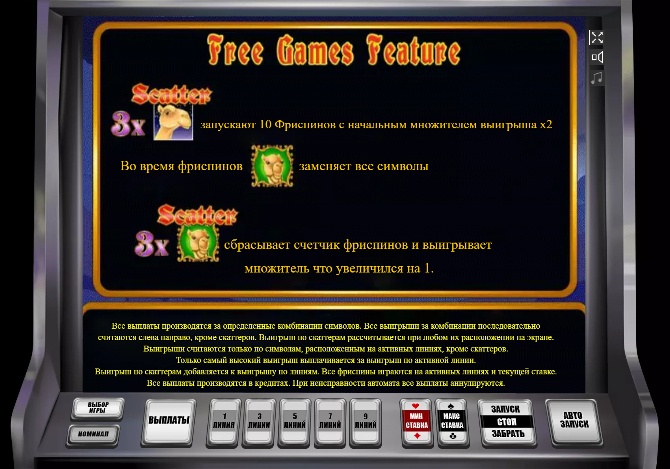 Free Games Feature
Scatter
3x запускают 10 Фриспинов с начальным множителем выигрыша x2
Во время фриспинов заменяет все символы
Scatter
3x сбрасывает счетчик фриспинов и выигрывает
множитель что увеличился на 1.
Все выплаты производятся за определенные комбинации символов. Все выигрыши за комбинации последовательно
считаются слева направо, кроме скаттеров. Выигрыш по скаттерам рассчитывается при любом их расположении на экране.
Выигрыши считаются только по символам, расположенным на активных линиях, кроме скеттеров.
Только самый высокий выигрыш выплачивается за выигрыш по активной линии.
Выигрыш по скаттерам добавляется к выигрышу по линиям. Все фриспины играются на активных линиях и текущей ставке.
Все выплаты производятся в кредитах. При неисправности автомата все выплаты аннулируются.
ВЫБОР
ИГРЫ
НОМИНАЛ
ВЫПЛАТЫ
1
ЛИНИЯ
3
ЛИНИИ
5
ЛИНИЙ
7
ЛИНИЙ
9
ЛИНИЙ
МИН
СТАВКА
МАКС
СТАВКА
ЗАПУСК
СТОП
ЗАБРАТЬ
АВТО
ЗАПУСК